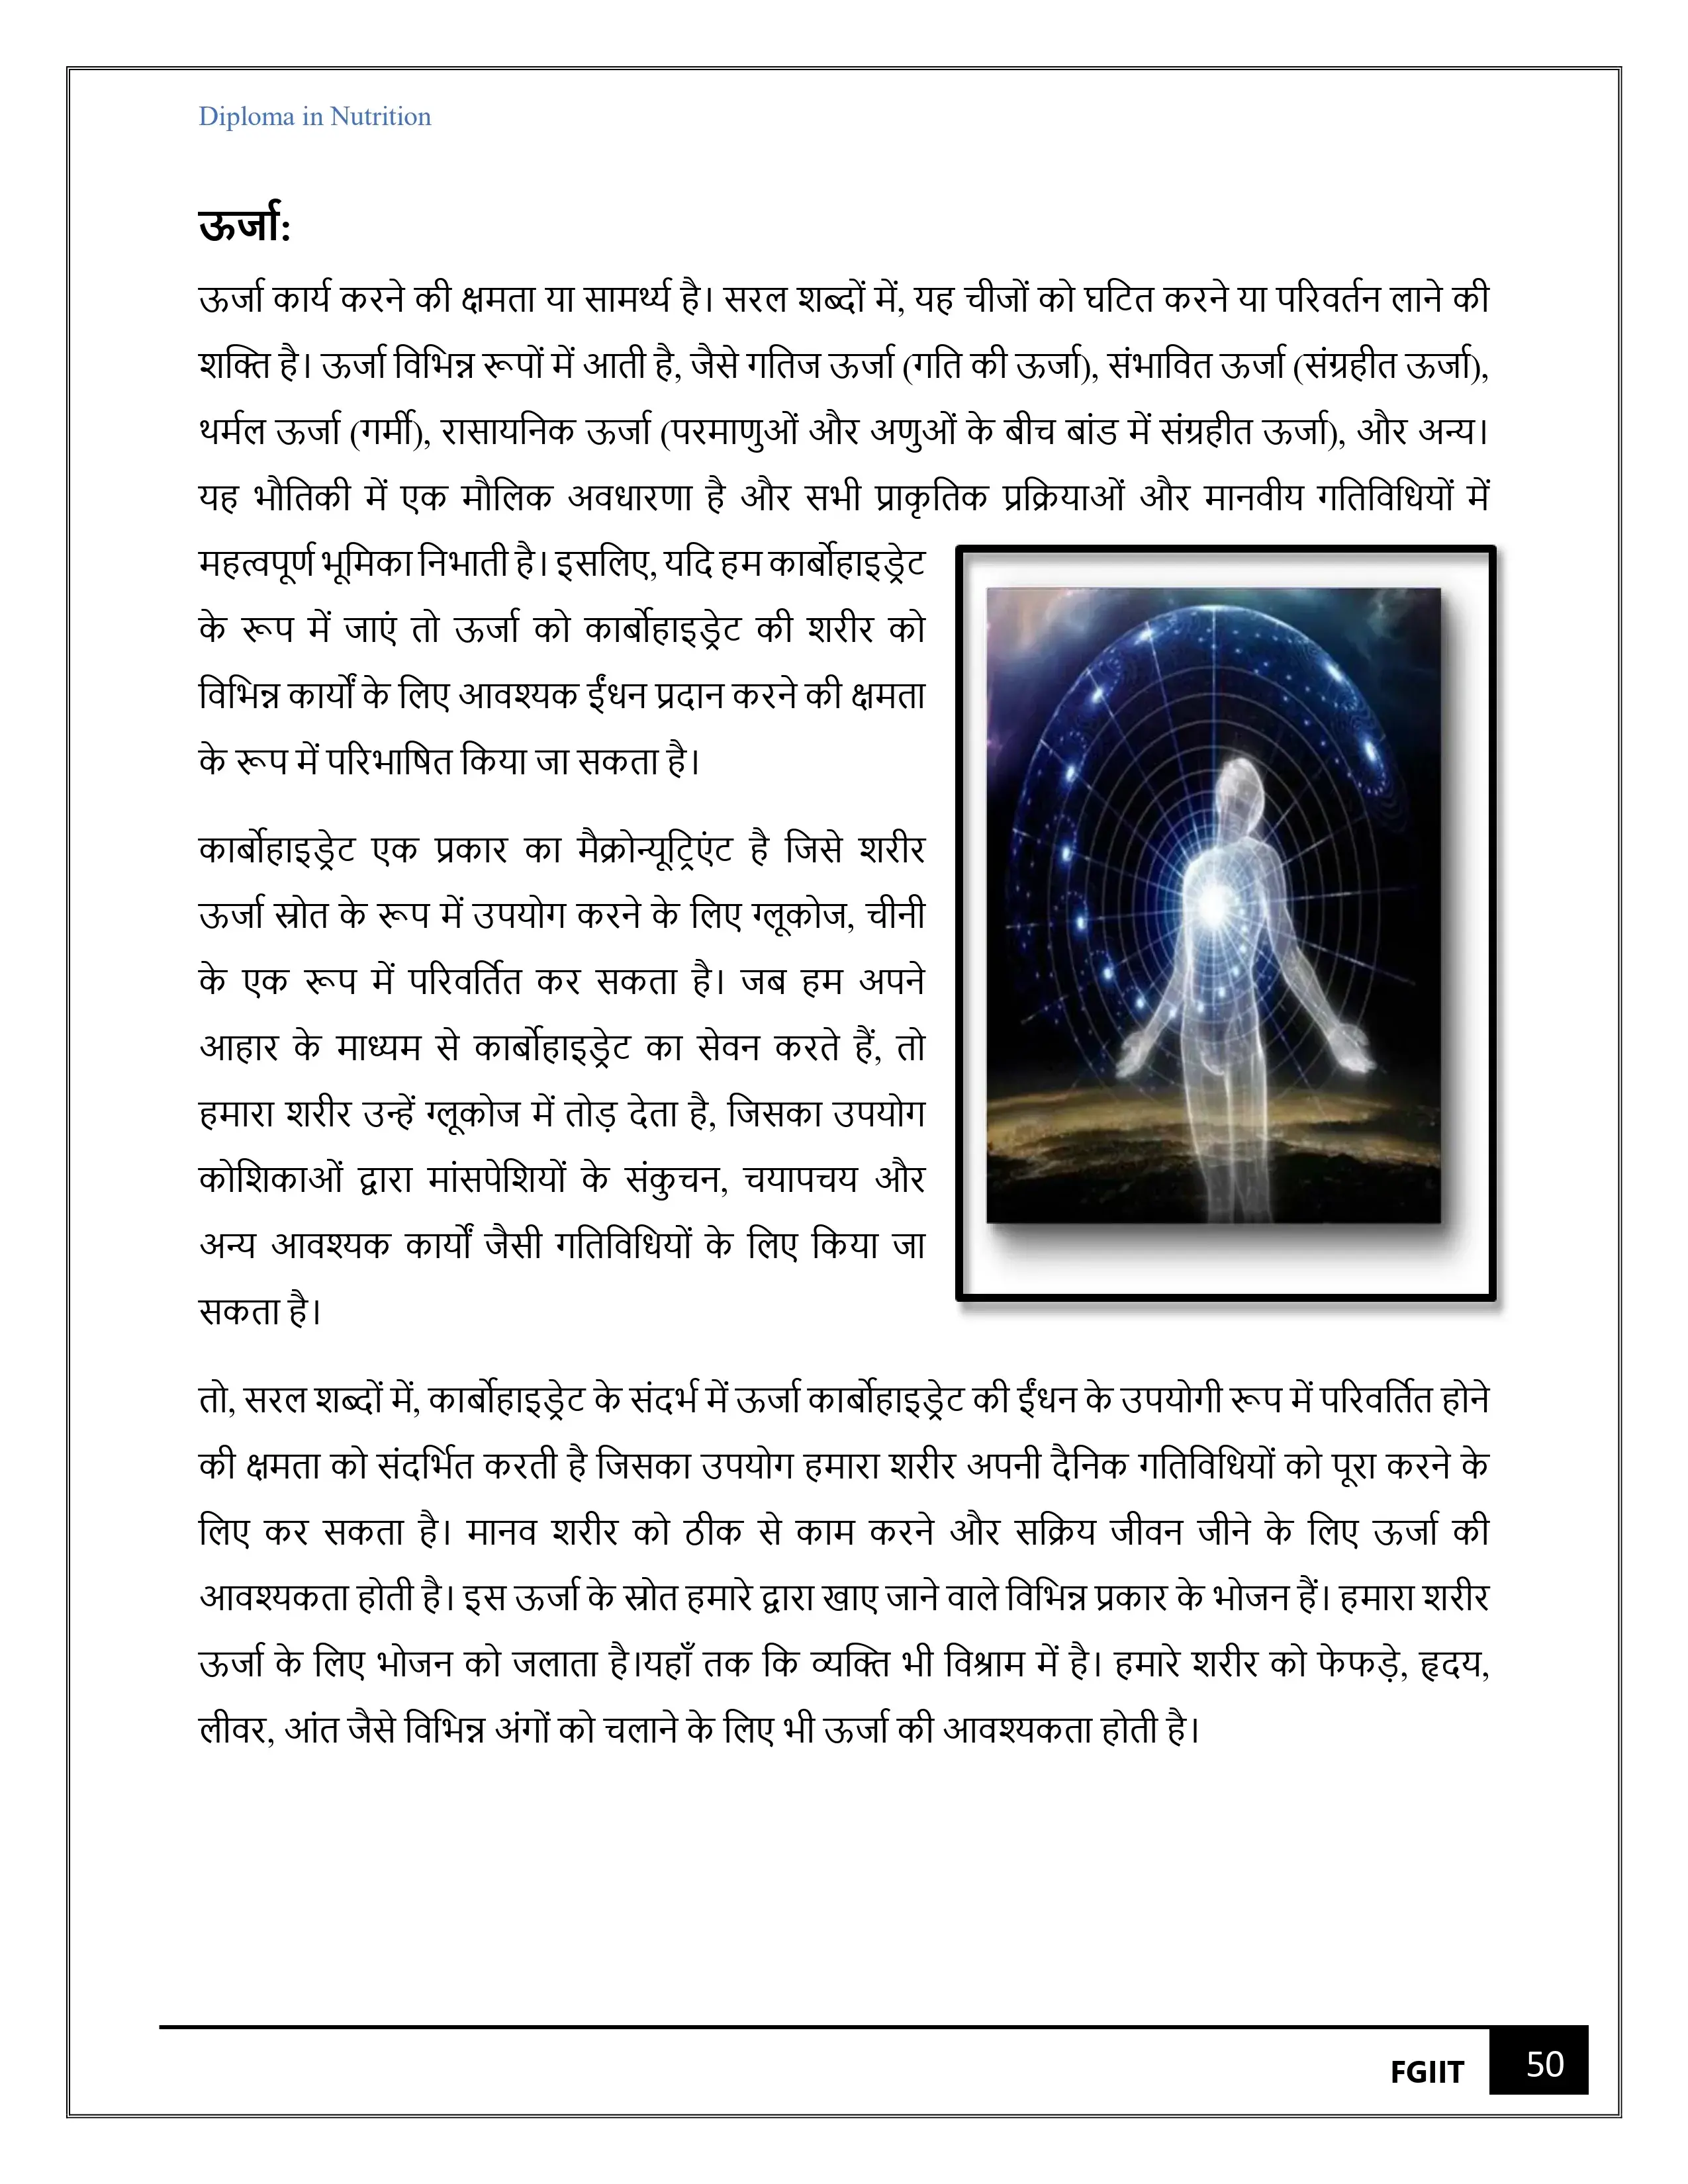 Diploma in Nutrition
ऊर्जा:
ऊर्जा कार्य करने की क्षमता या सामर्थ्य है। सरल शब्दों में, यह चीजों को घटित करने या परिवर्तन लाने की
शक्ति है। ऊर्जा विभिन्न रूपों में आती है, जैसे गतिज ऊर्जा (गति की ऊर्जा), संभावित ऊर्जा (संग्रहीत ऊर्जा),
थर्मल ऊर्जा (गर्मी), रासायनिक ऊर्जा (परमाणुओं और अणुओं के बीच बांड में संग्रहीत ऊर्जा), और अन्य।
यह भौतिकी में एक मौलिक अवधारणा है और सभी प्राकृतिक प्रक्रियाओं और मानवीय गतिविधियों में
महत्वपूर्ण भूमिका निभाती है। इसलिए, यदि हम कार्बोहाइड्रेट
के रूप में जाएं तो ऊर्जा को कार्बोहाइड्रेट की शरीर को
विभिन्न कार्यों के लिए आवश्यक ईंधन प्रदान करने की क्षमता
के रूप में परिभाषित किया जा सकता है।
कार्बोहाइड्रेट एक प्रकार का मैक्रोन्यूट्रिएंट है जिसे शरीर
ऊर्जा स्रोत के रूप में उपयोग करने के लिए ग्लूकोज, चीनी
के एक रूप में परिवर्तित कर सकता है। जब हम अपने
आहार के माध्यम से कार्बोहाइड्रेट का सेवन करते हैं, तो
हमारा शरीर उन्हें ग्लूकोज में तोड़ देता है, जिसका उपयोग
कोशिकाओं द्वारा मांसपेशियों के संकुचन, चयापचय और
अन्य आवश्यक कार्यों जैसी गतिविधियों के लिए किया जा
सकता है।
तो, सरल शब्दों में, कार्बोहाइड्रेट के संदर्भ में ऊर्जा कार्बोहाइड्रेट की ईंधन के उपयोगी रूप में परिवर्तित होने
की क्षमता को संदर्भित करती है जिसका उपयोग हमारा शरीर अपनी दैनिक गतिविधियों को पूरा करने के
लिए कर सकता है। मानव शरीर को ठीक से काम करने और सक्रिय जीवन जीने के लिए ऊर्जा की
आवश्यकता होती है। इस ऊर्जा के स्रोत हमारे द्वारा खाए जाने वाले विभिन्न प्रकार के भोजन हैं। हमारा शरीर
ऊर्जा के लिए भोजन को जलाता है।यहाँ तक कि व्यक्ति भी विश्राम में है। हमारे शरीर को फेफड़े, हृदय,
लीवर, आंत जैसे विभिन्न अंगों को चलाने के लिए भी ऊर्जा की आवश्यकता होती है।
FGIIT 50